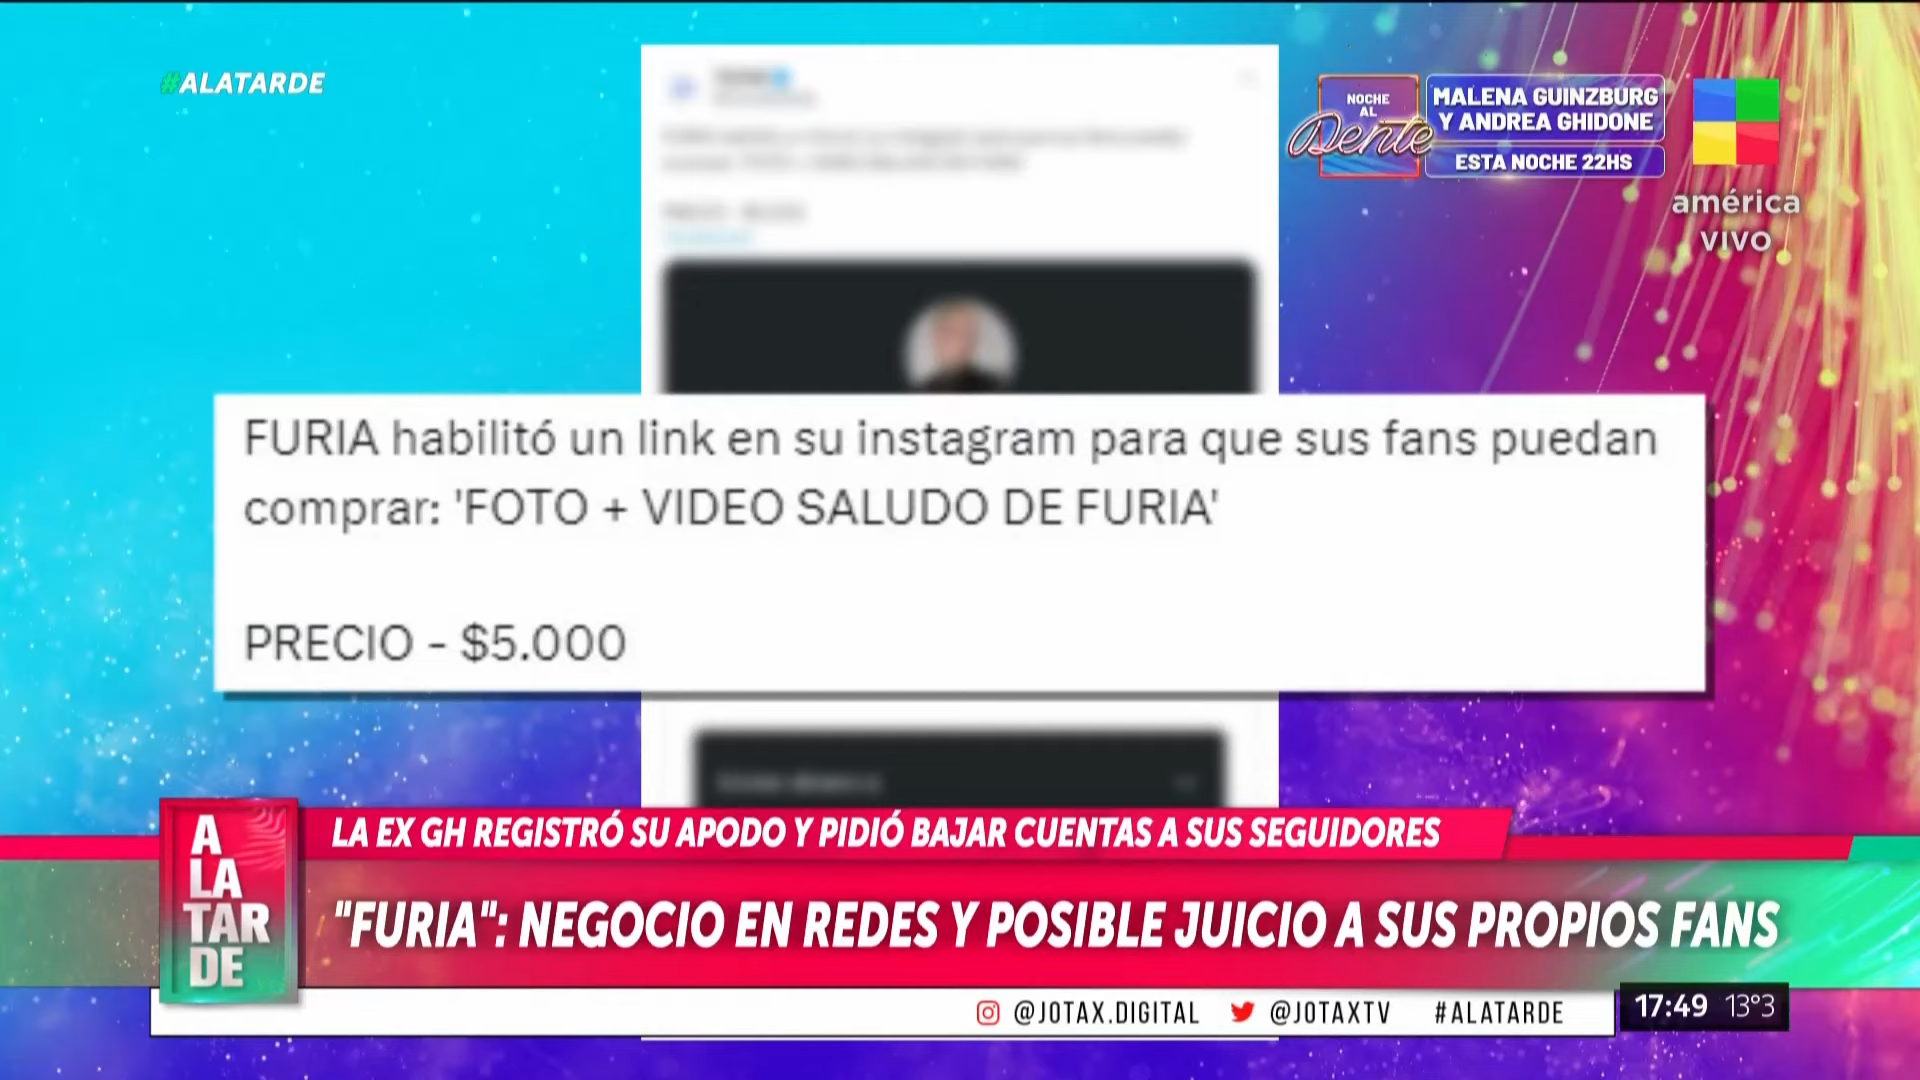 #ALATARDE
NOCHE
AL
Dente
MALENA GUINZBURG
Y ANDREA GHIDONE
ESTA NOCHE 22HS
américa
VIVO
FURIA habilitó un link en su instagram para que sus fans puedan
comprar: 'FOTO + VIDEO SALUDO DE FURIA'
PRECIO - $5.000
A
LA
TAR
DE
LA EX GH REGISTRÓ SU APODO Y PIDIÓ BAJAR CUENTAS A SUS SEGUIDORES
"FURIA": NEGOCIO EN REDES Y POSIBLE JUICIO A SUS PROPIOS FANS
@JOTAX.DIGITAL @JOTAXTV #ALATARDE
17:49 13°3